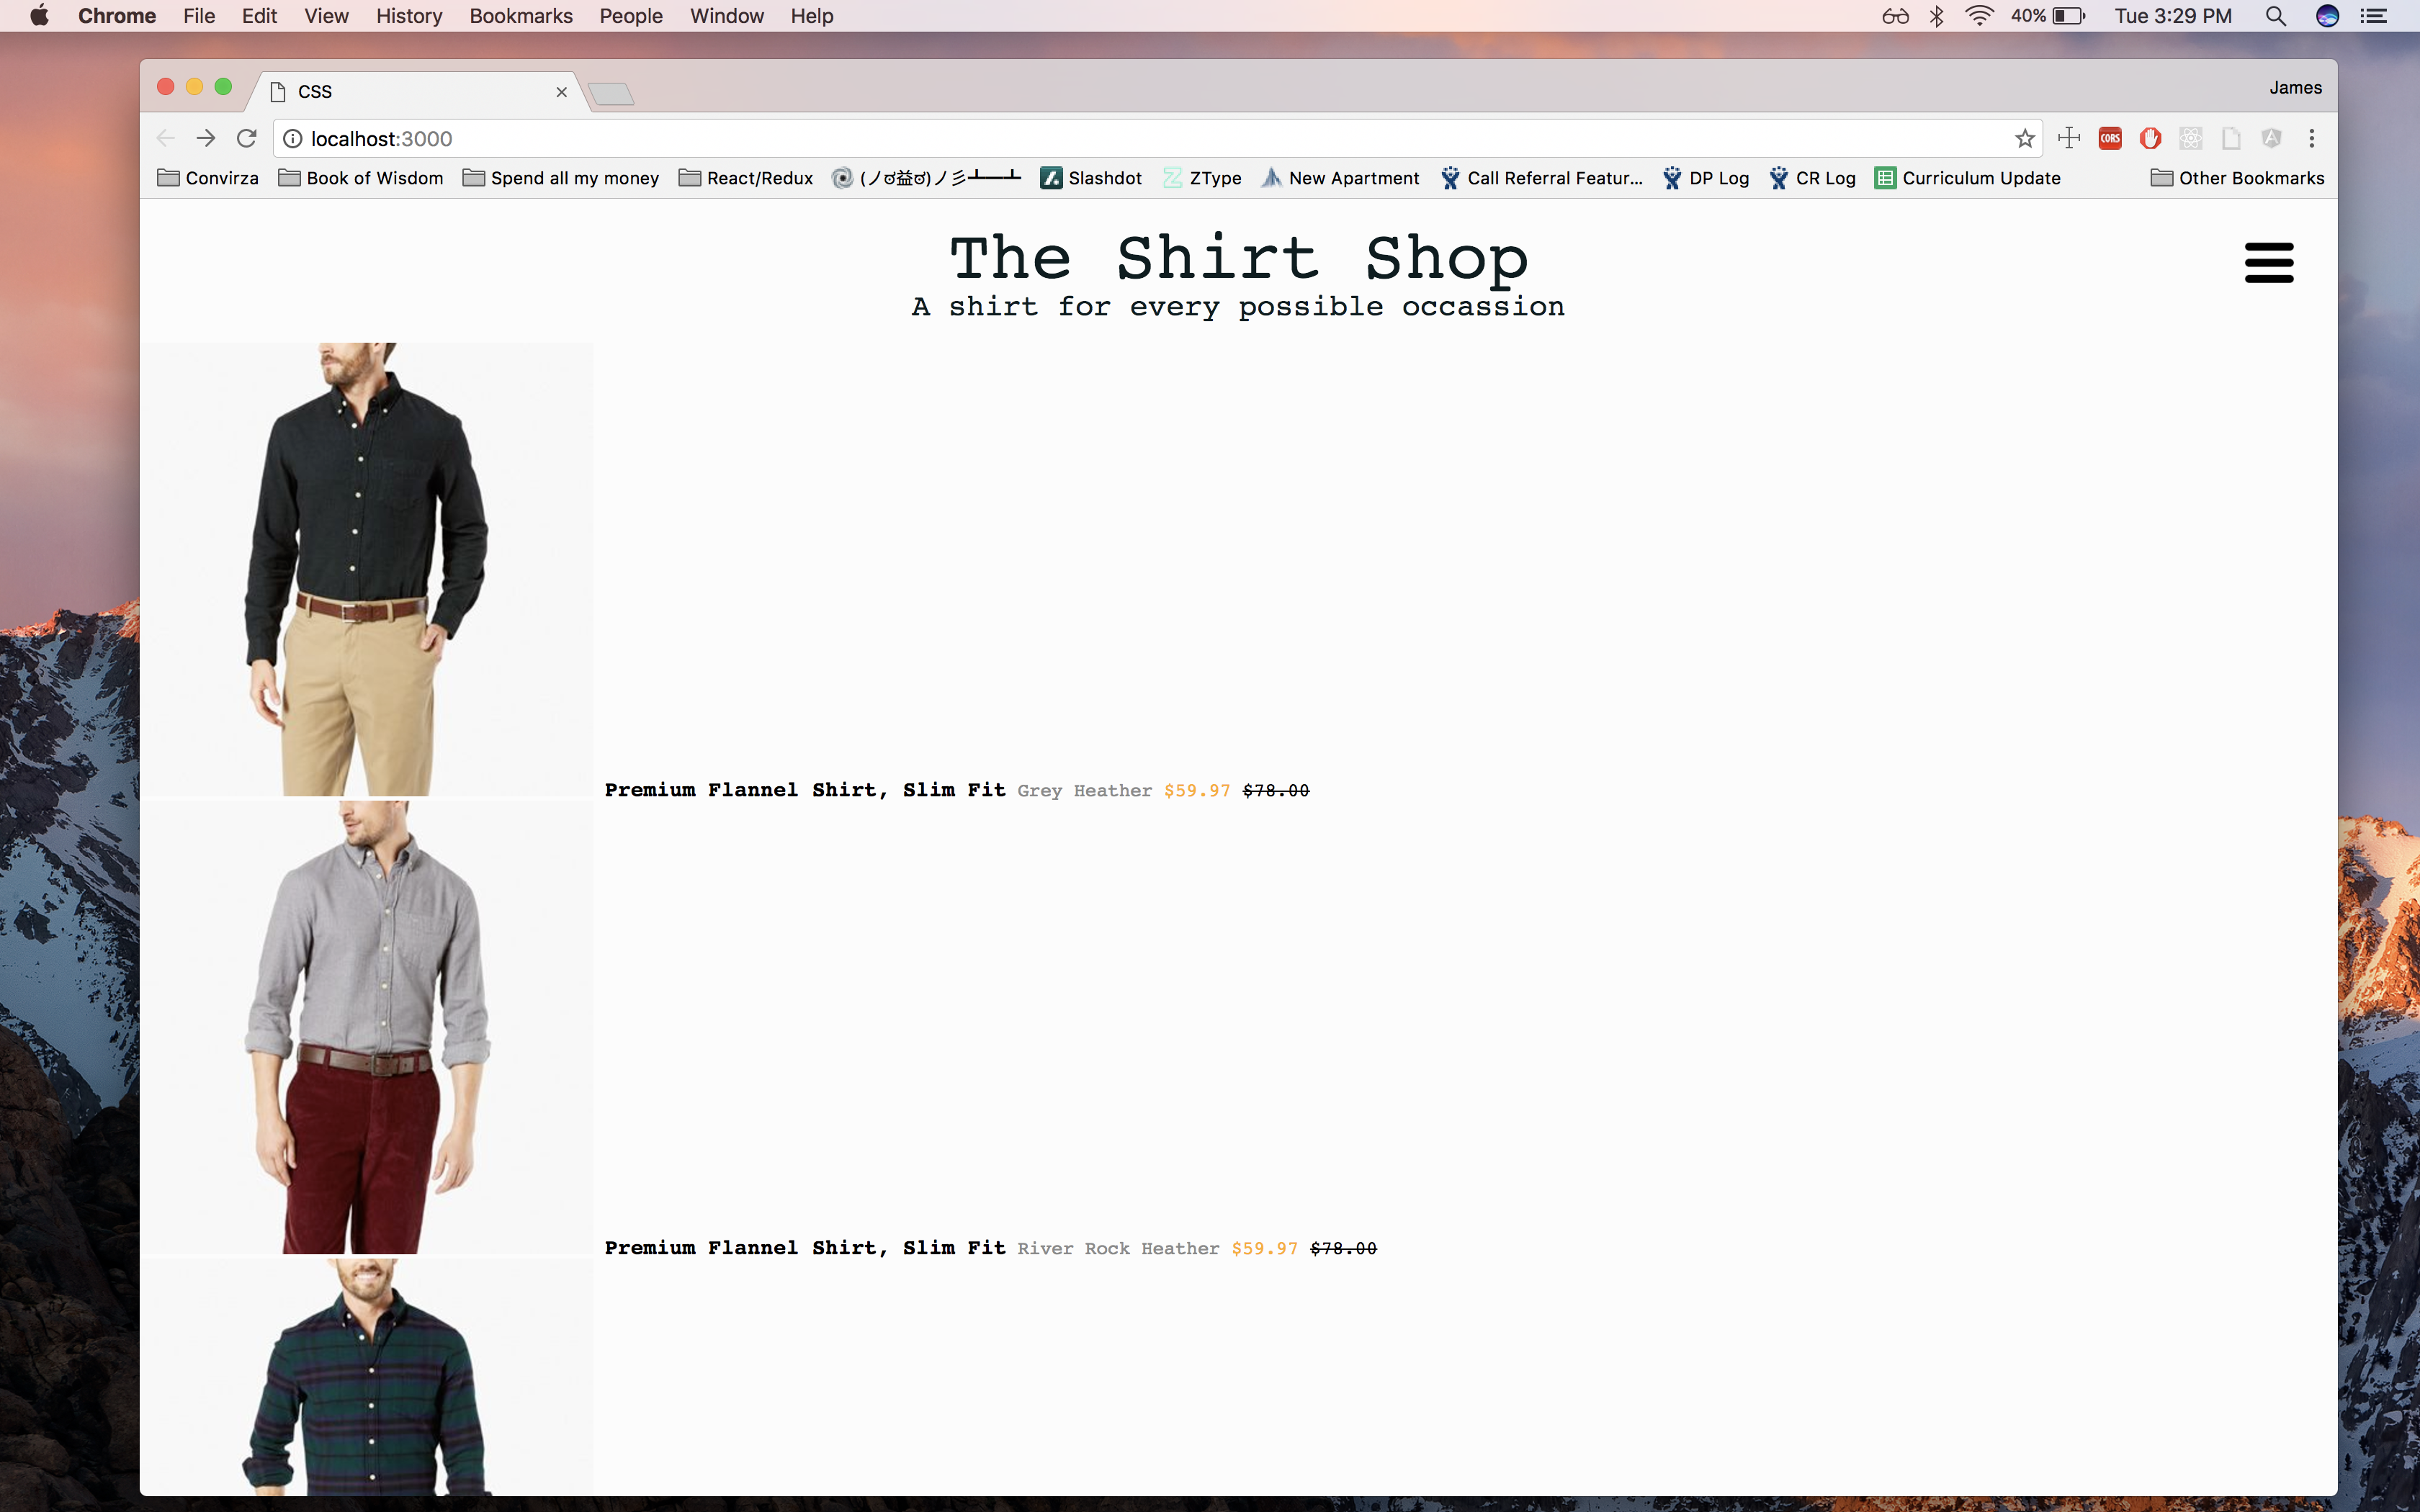 Chrome File Edit View History Bookmarks People Window Help 40% Tue 3:29 PM
CSS James
localhost:3000 CORS
Convirza Book of Wisdom Spend all my money React/Redux (ノಠ益ಠ)ノ彡┻━┻ Slashdot ZType New Apartment Call Referral Featur... DP Log CR Log Curriculum Update Other Bookmarks
The Shirt Shop
A shirt for every possible occassion
Premium Flannel Shirt, Slim Fit Grey Heather $59.97 $78.00
Premium Flannel Shirt, Slim Fit River Rock Heather $59.97 $78.00